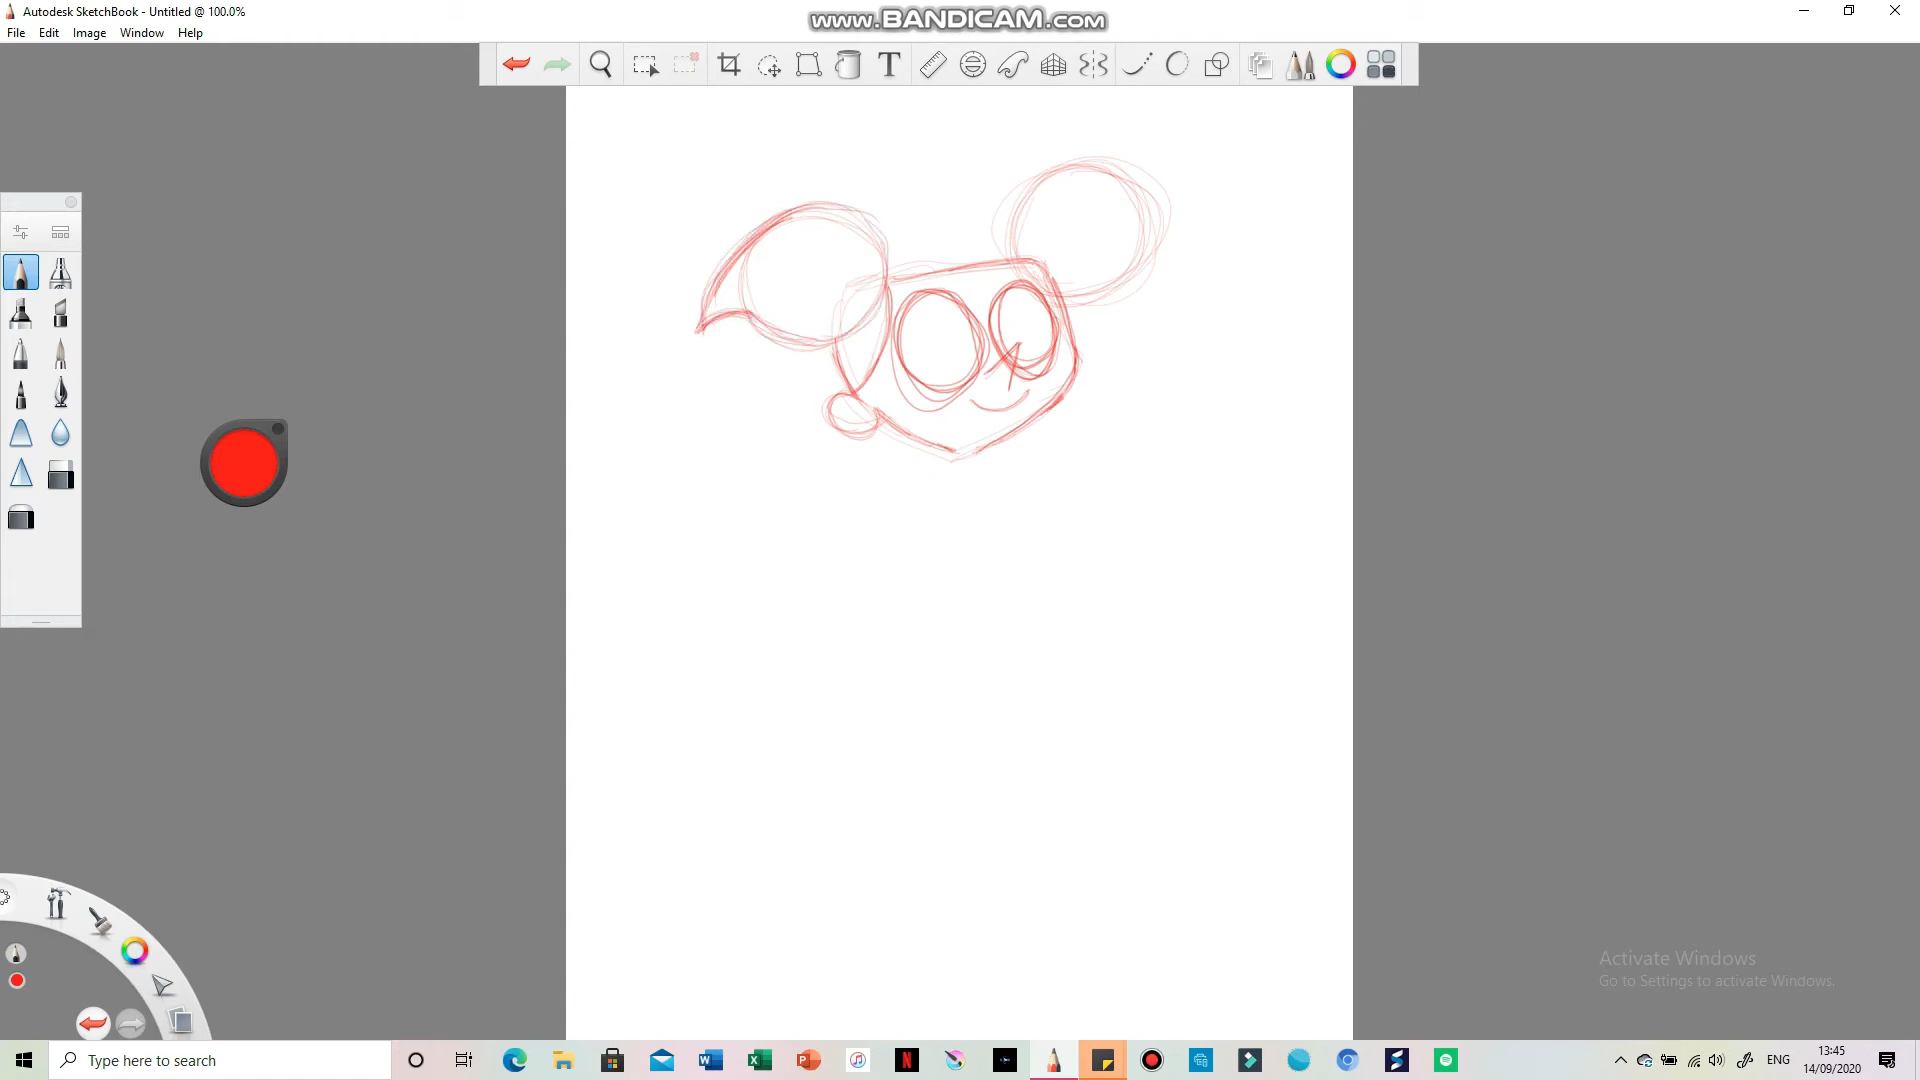 Autodesk SketchBook - Untitled @ 100.0%
www.BANDICAM.COM
File Edit Image Window Help
T
Activate Windows
Go to Settings to activate Windows.
Type here to search
ENG
13:45
14/09/2020